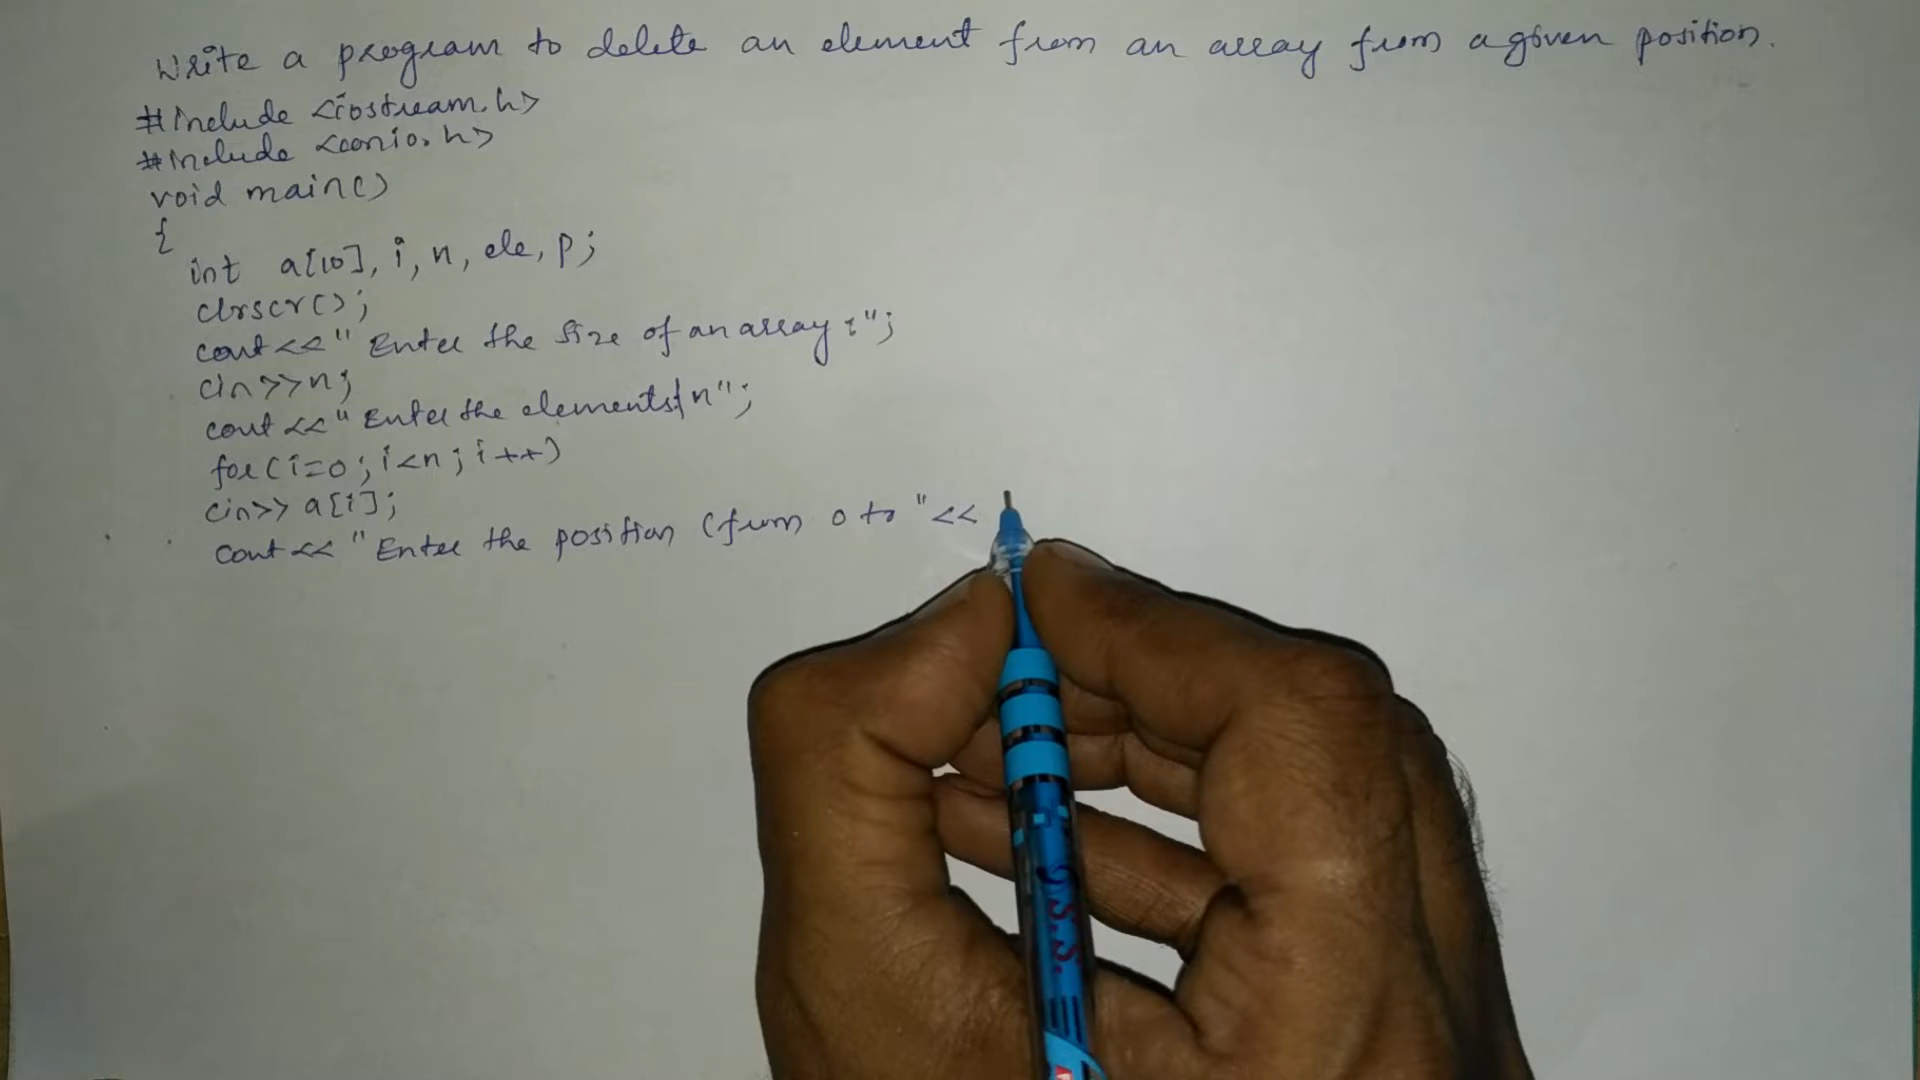 Write a program to delete an element from an array from a given position.
#include <iostream.h>
#include <conio.h>
void main()
{
int a[10], i, n, ele, p;
clrscr();
cout<<"Enter the size of an array:";
cin>>n;
cout<<"Enter the elements\n";
for(i=0; i<n; i++)
cin>> a[i];
cout<<"Enter the position (from 0 to "<<
y.S.S.